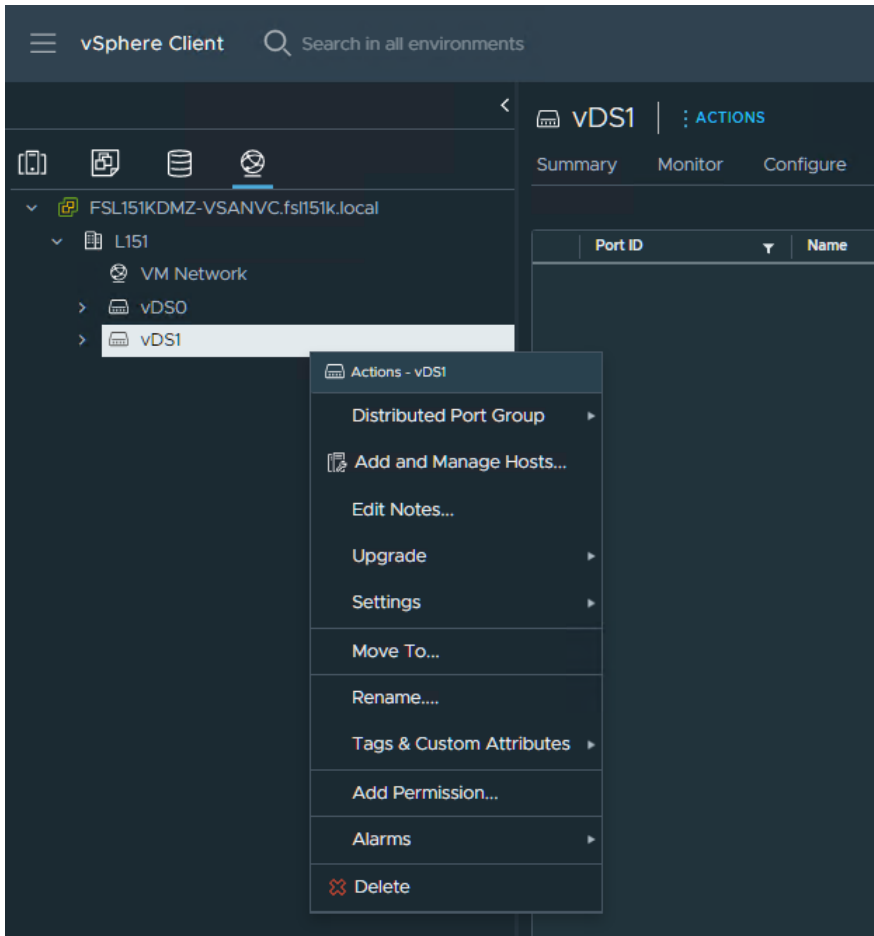 vSphere Client
Search in all environments
vDS1
ACTIONS
Summary Monitor Configure
FSL151KDMZ-VSANVC.fsl151k.local
L151
VM Network
vDS0
vDS1
Port ID Name
Actions - vDS1
Distributed Port Group
Add and Manage Hosts...
Edit Notes...
Upgrade
Settings
Move To...
Rename....
Tags & Custom Attributes
Add Permission...
Alarms
Delete